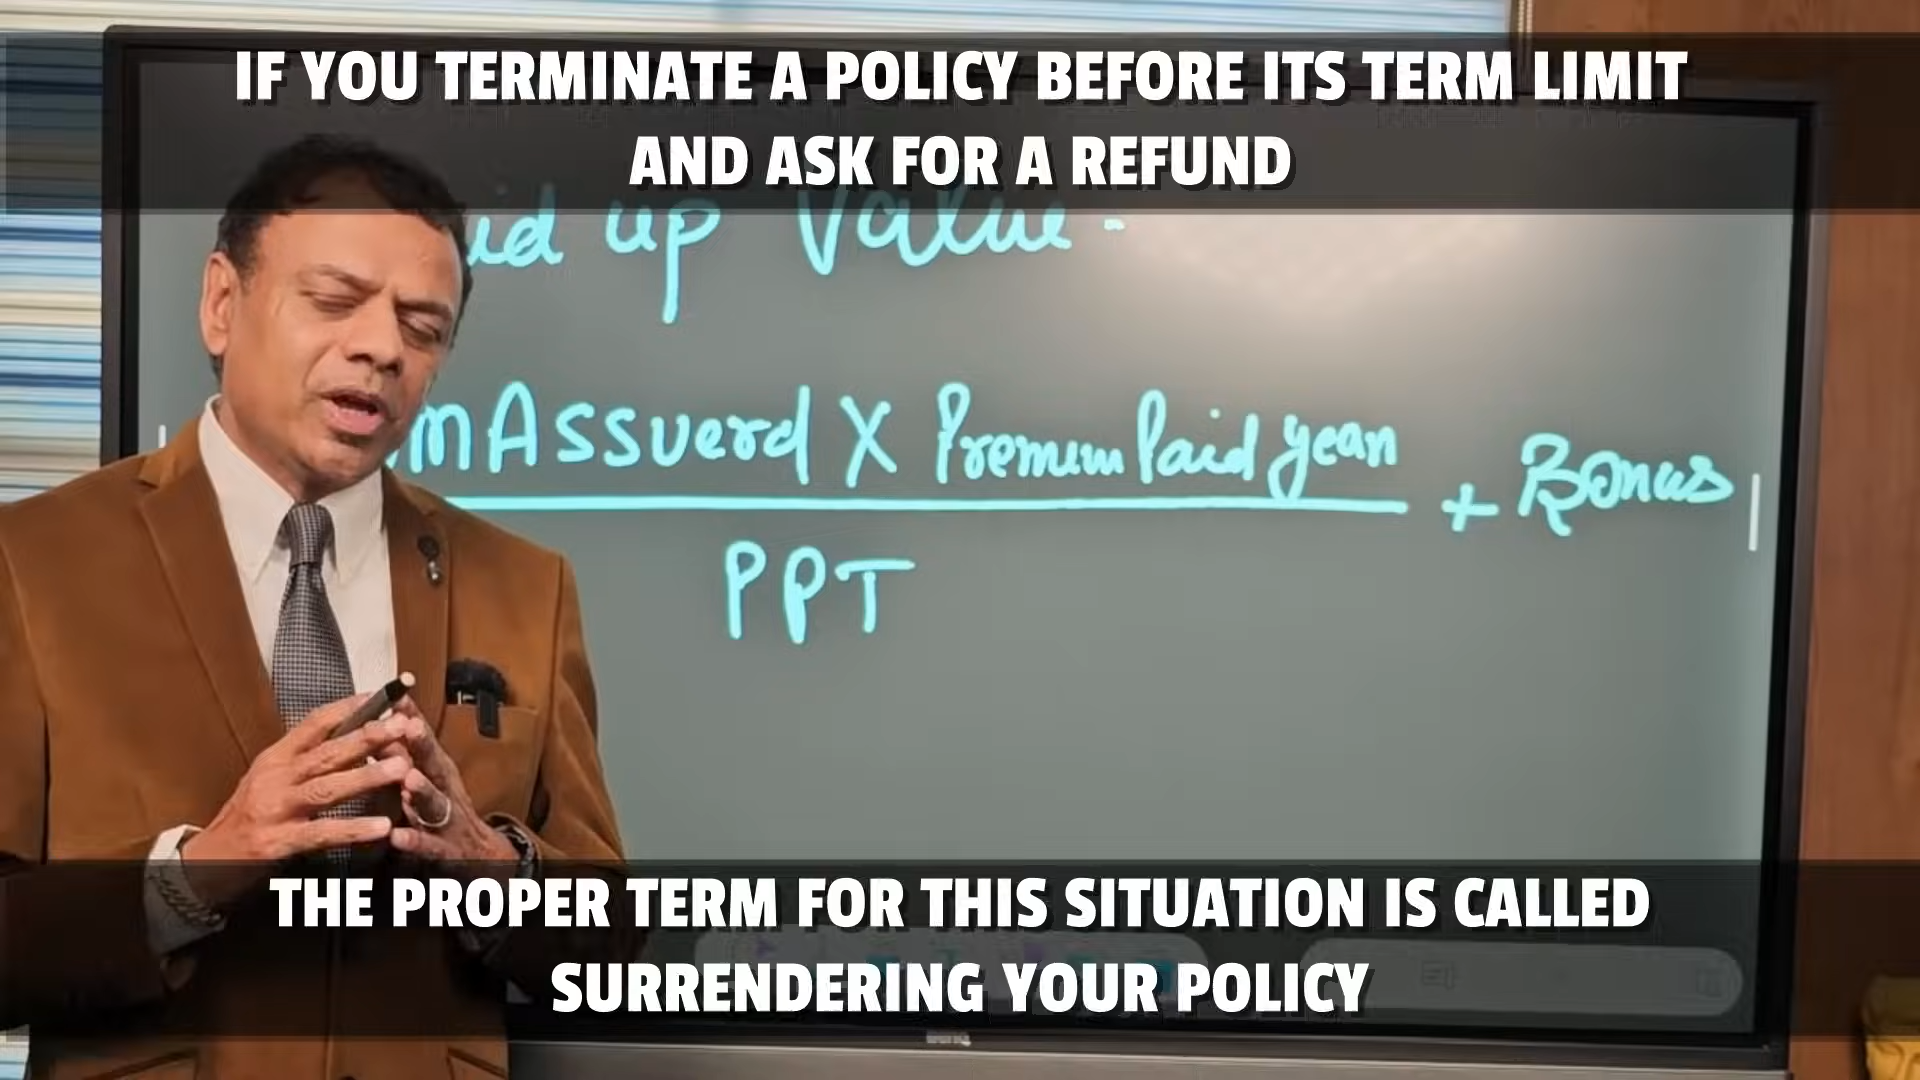 IF YOU TERMINATE A POLICY BEFORE ITS TERM LIMIT
AND ASK FOR A REFUND
up Value -
Assuerd X Premium Paid year + Bonus
PPT
THE PROPER TERM FOR THIS SITUATION IS CALLED
SURRENDERING YOUR POLICY